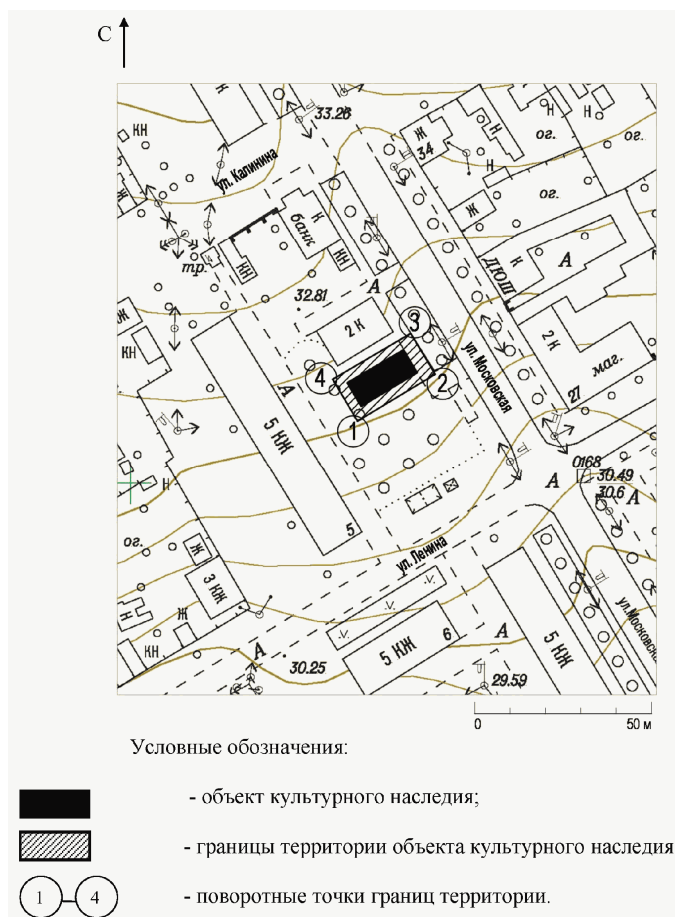 С
33.26
КН
К
ул. Калинина
Ж
34
Н
Н
Н
К
Н
ог.
ог.
ог.
КН
К
банк
КН
КН
тр.
Ж
32.81
А
2 К
К
ДЮШ
А
КН
3
4
2
1
ул. Московская
2 К
маг.
27
А
5 КЖ
5
Н
ог.
А
0168
30.49
30.6
А
ул. Ленина
Ж
3 КЖ
Н
Ж
КН
А
30.25
5 КЖ
6
А
5 КЖ
ул. Московская
29.59
0 50 м
Условные обозначения:
- объект культурного наследия;
- границы территории объекта культурного наследия
1 4 - поворотные точки границ территории.